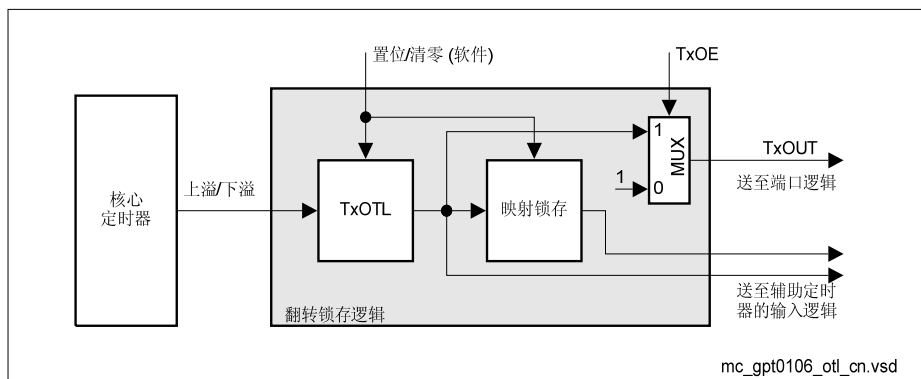 置位/清零 (软件)
TxOE
核心
定时器
上溢/下溢
TxOTL
映射锁存
1
MUX
1
0
TxOUT
送至端口逻辑
翻转锁存逻辑
送至辅助定时
器的输入逻辑
mc_gpt0106_otl_cn.vsd